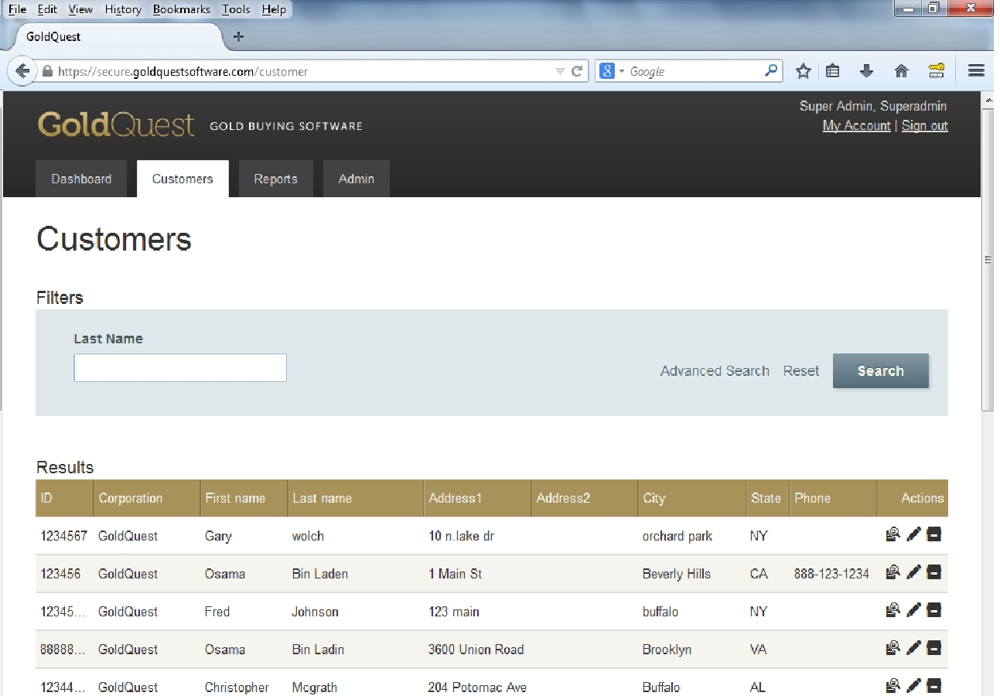 File Edit View History Bookmarks Tools Help
GoldQuest
https://secure.goldquestsoftware.com/customer
8 Google
Super Admin, Superadmin
GoldQuest GOLD BUYING SOFTWARE
My Account | Sign out
Dashboard Customers Reports Admin
Customers
Filters
Last Name
Advanced Search Reset Search
Results
ID Corporation First name Last name Address1 Address2 City State Phone Actions
1234567 GoldQuest Gary wolch 10 n.lake dr orchard park NY
123456 GoldQuest Osama Bin Laden 1 Main St Beverly Hills CA 888-123-1234
12345... GoldQuest Fred Johnson 123 main buffalo NY
88888... GoldQuest Osama Bin Ladin 3600 Union Road Brooklyn VA
12344... GoldQuest Christopher Mcgrath 204 Potomac Ave Buffalo AL